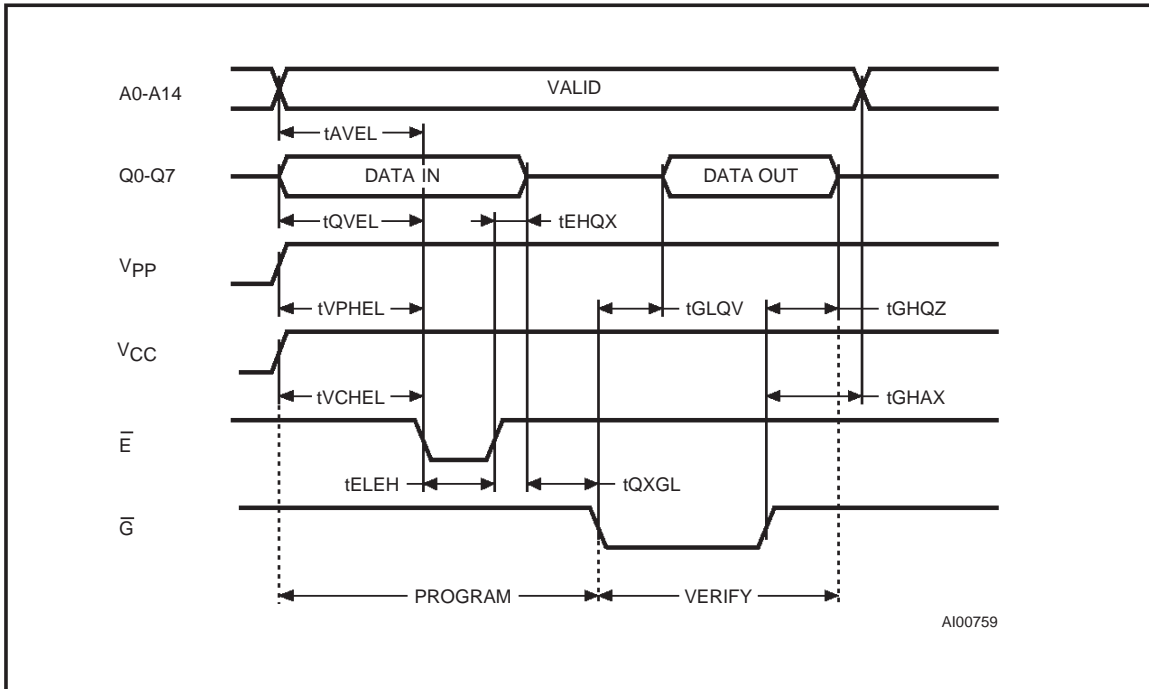 A0-A14
VALID
tAVEL
Q0-Q7
DATA IN
DATA OUT
tQVEL
tEHQX
VPP
tVPHEL
tGLQV
tGHQZ
VCC
tVCHEL
tGHAX
E̅
tELEH
tQXGL
G̅
PROGRAM
VERIFY
AI00759